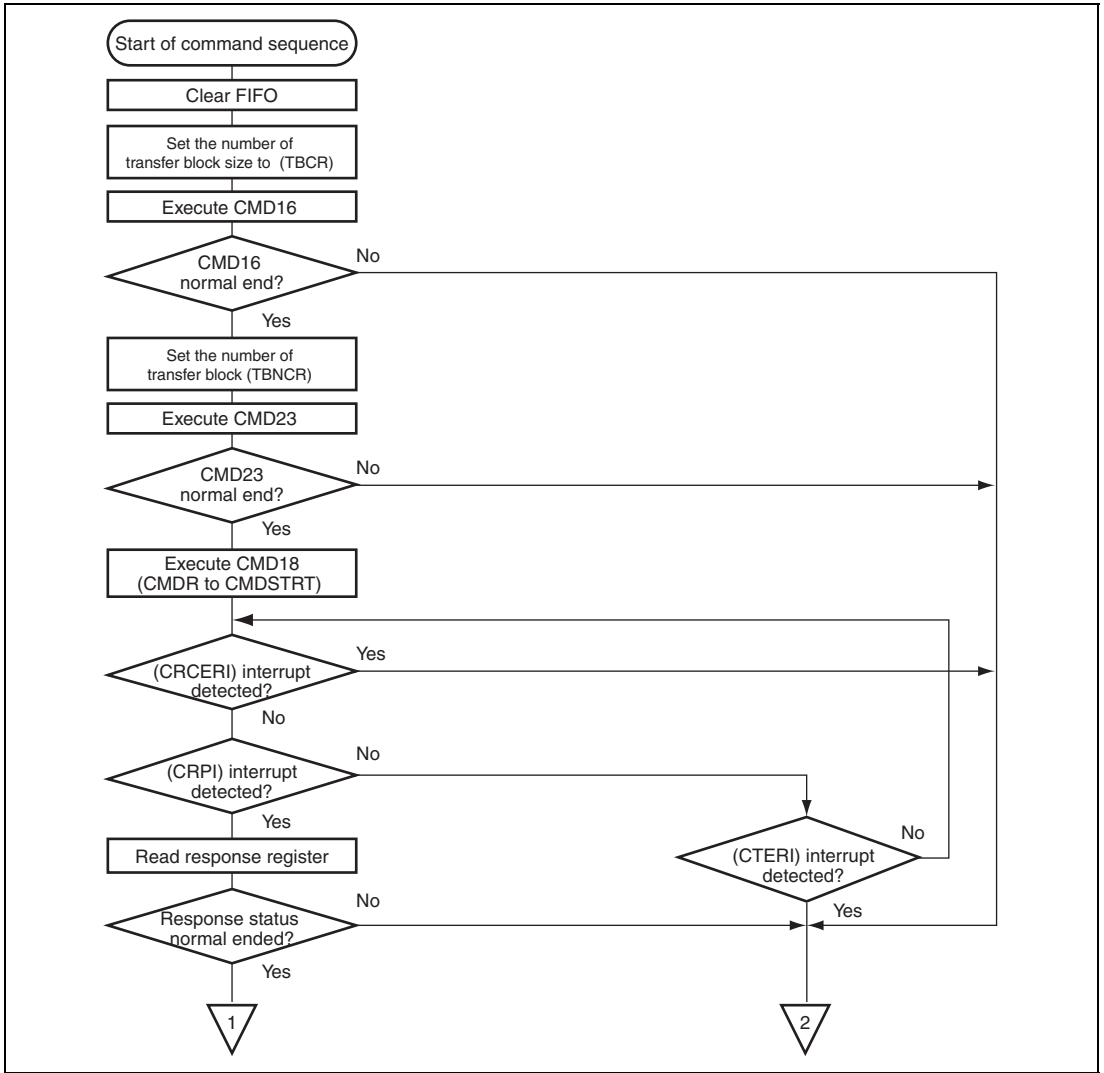 Start of command sequence
Clear FIFO
Set the number of
transfer block size to (TBCR)
Execute CMD16
CMD16
normal end?
No
Yes
Set the number of
transfer block (TBNCR)
Execute CMD23
CMD23
normal end?
No
Yes
Execute CMD18
(CMDR to CMDSTRT)
(CRCERI) interrupt
detected?
Yes
No
(CRPI) interrupt
detected?
No
Yes
(CTERI) interrupt
detected?
No
Yes
Read response register
Response status
normal ended?
No
Yes
1
2